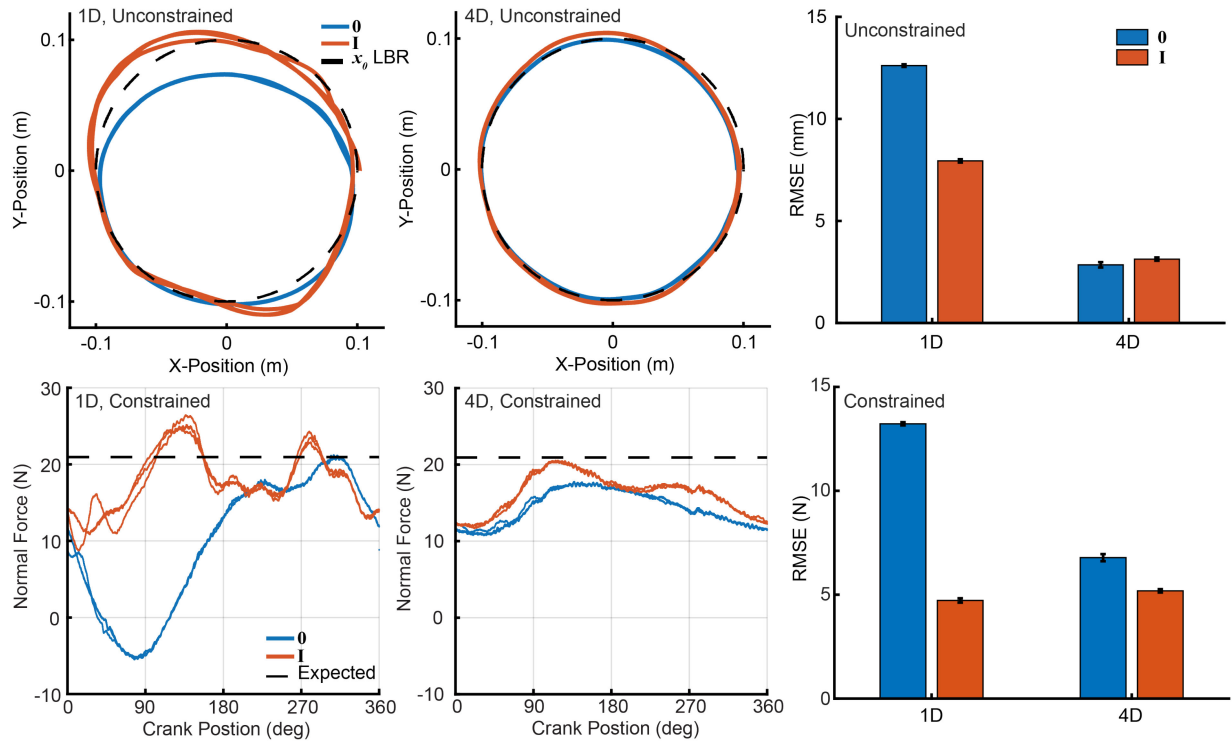 1D, Unconstrained
0
I
x₀ LBR
0.1
0
-0.1
Y-Position (m)
-0.1
0
0.1
X-Position (m)
4D, Unconstrained
0.1
0
-0.1
Y-Position (m)
-0.1
0
0.1
X-Position (m)
Unconstrained
0
I
15
10
5
0
RMSE (mm)
1D
4D
1D, Constrained
30
20
10
0
-10
Normal Force (N)
0
I
Expected
0
90
180
270
360
Crank Postion (deg)
4D, Constrained
30
20
10
0
-10
Normal Force (N)
0
90
180
270
360
Crank Postion (deg)
Constrained
15
10
5
0
RMSE (N)
1D
4D